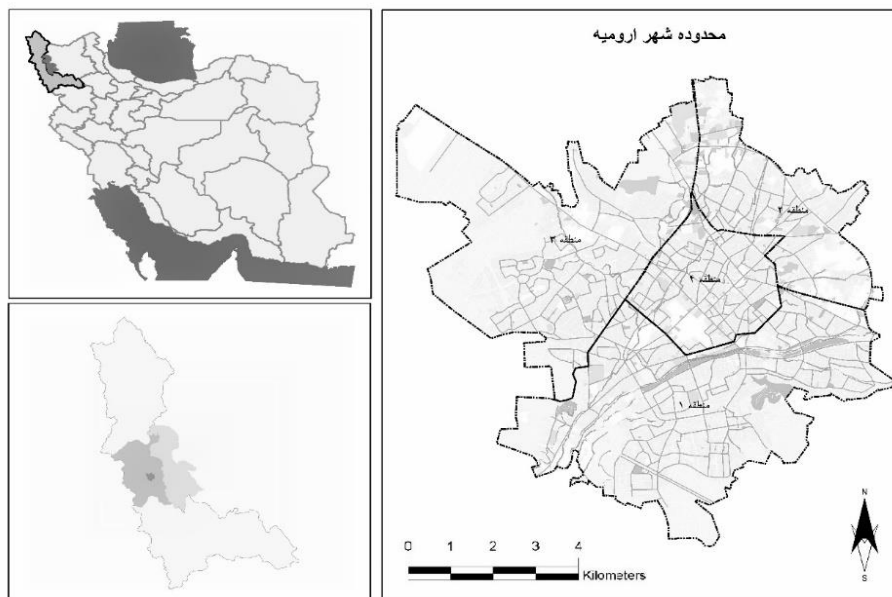 محدوده شهر ارومیه
منطقه ۲
منطقه ۳
منطقه ۴
منطقه ۱
N
0 1 2 3 4
Kilometers
S